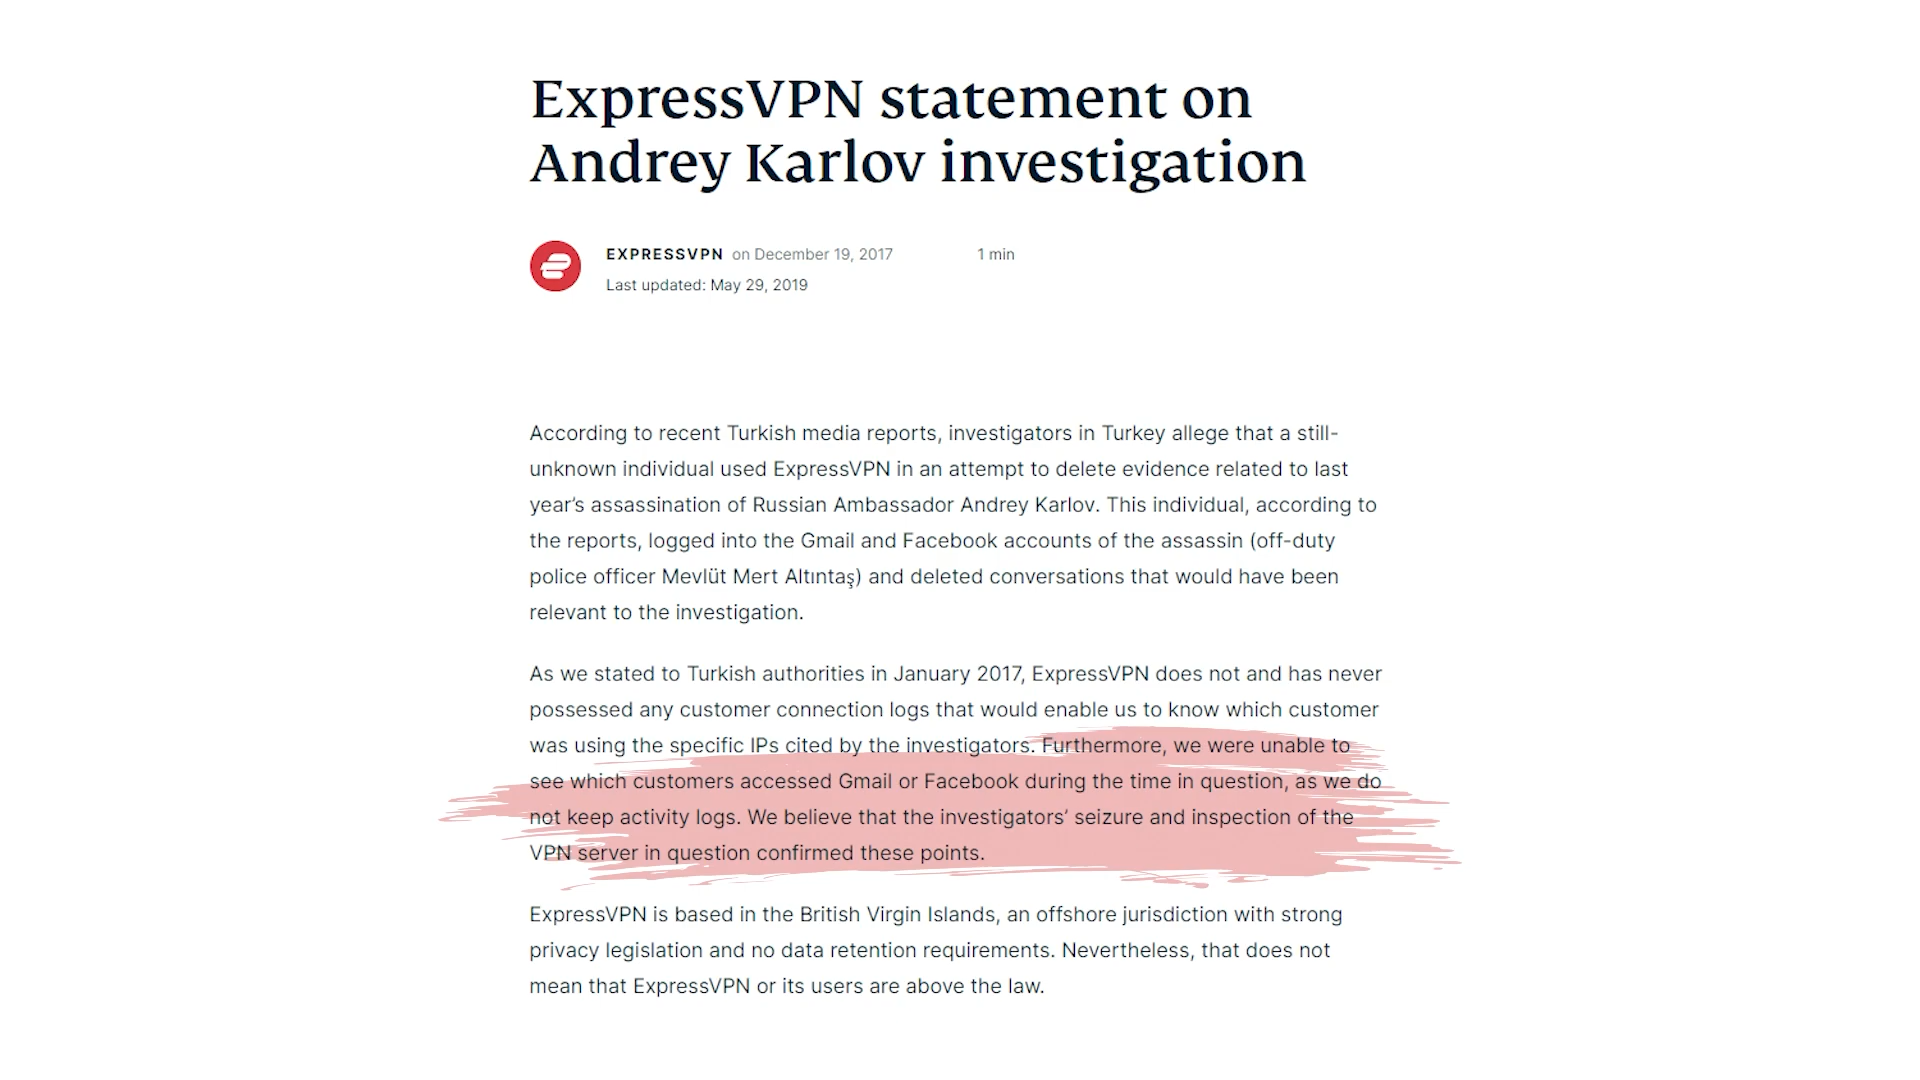 ExpressVPN statement on
Andrey Karlov investigation
EXPRESSVPN on December 19, 2017 1 min
Last updated: May 29, 2019
According to recent Turkish media reports, investigators in Turkey allege that a still-
unknown individual used ExpressVPN in an attempt to delete evidence related to last
year’s assassination of Russian Ambassador Andrey Karlov. This individual, according to
the reports, logged into the Gmail and Facebook accounts of the assassin (off-duty
police officer Mevlüt Mert Altıntaş) and deleted conversations that would have been
relevant to the investigation.
As we stated to Turkish authorities in January 2017, ExpressVPN does not and has never
possessed any customer connection logs that would enable us to know which customer
was using the specific IPs cited by the investigators. Furthermore, we were unable to
see which customers accessed Gmail or Facebook during the time in question, as we do
not keep activity logs. We believe that the investigators’ seizure and inspection of the
VPN server in question confirmed these points.
ExpressVPN is based in the British Virgin Islands, an offshore jurisdiction with strong
privacy legislation and no data retention requirements. Nevertheless, that does not
mean that ExpressVPN or its users are above the law.